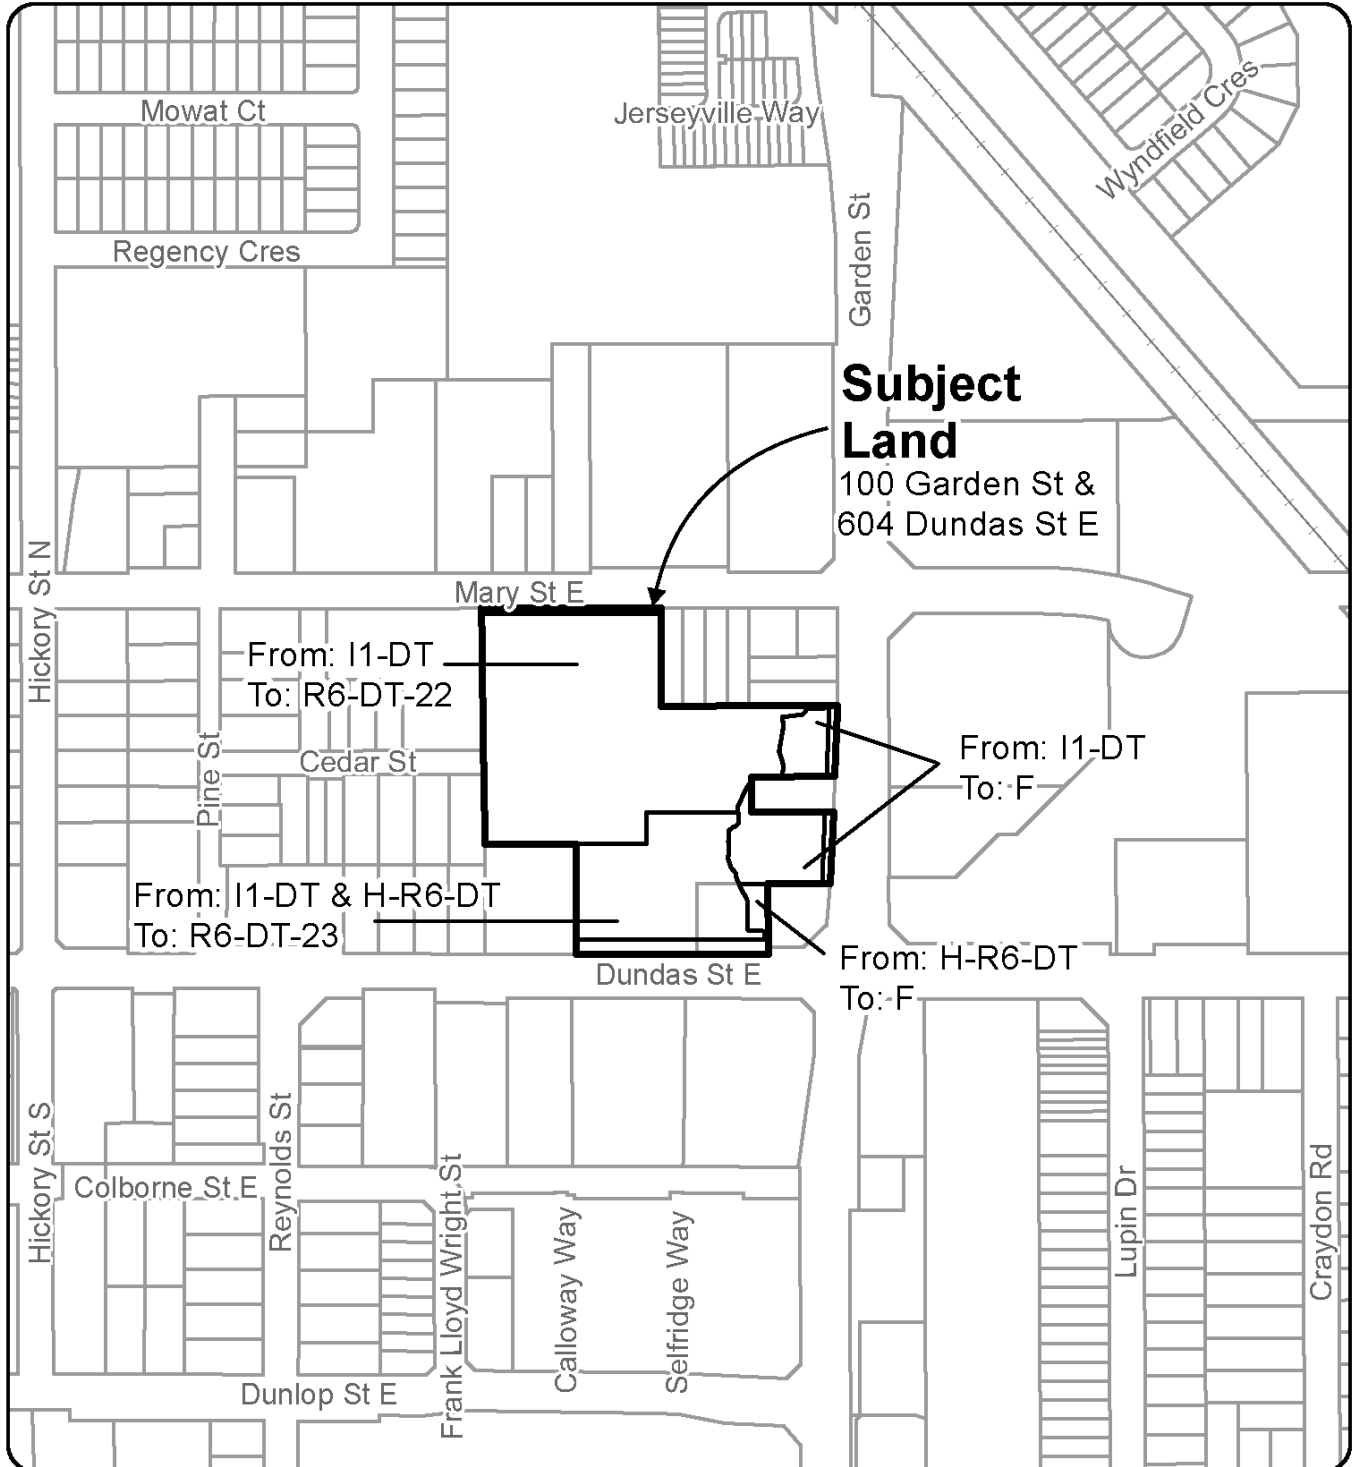 Mowat Ct
Jerseyville Way
Wyndfield Cres
Regency Cres
Garden St
Subject
Land
100 Garden St &
604 Dundas St E
Hickory St N
Mary St E
From: I1-DT
To: R6-DT-22
Pine St
Cedar St
From: I1-DT
To: F
From: I1-DT & H-R6-DT
To: R6-DT-23
From: H-R6-DT
To: F
Dundas St E
Hickory St S
Reynolds St
Colborne St E
Frank Lloyd Wright St
Calloway Way
Selfridge Way
Lupin Dr
Craydon Rd
Dunlop St E